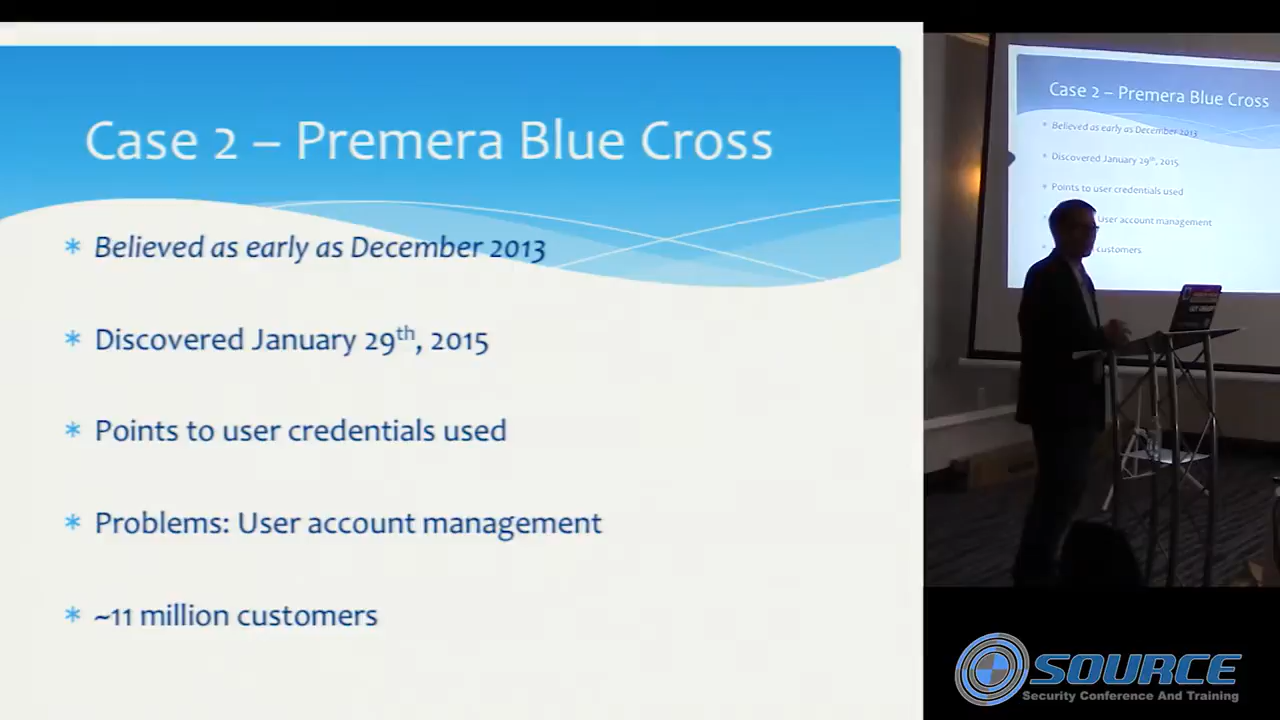 Case 2 – Premera Blue Cross
* Believed as early as December 2013
* Discovered January 29th, 2015
* Points to user credentials used
* Problems: User account management
* ~11 million customers
Case 2 – Premera Blue Cross
* Believed as early as December 2013
* Discovered January 29th, 2015
* Points to user credentials used
User account management
customers
SOURCE
Security Conference And Training